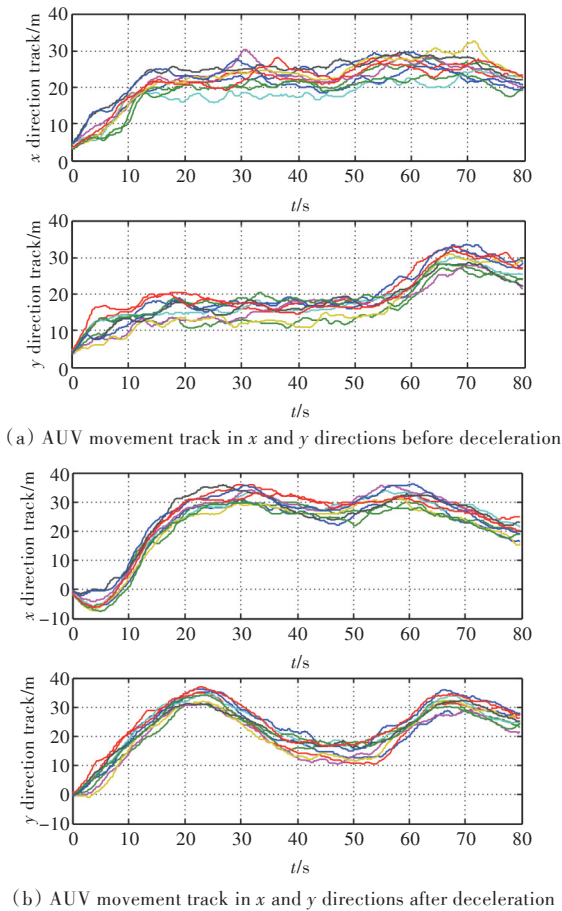 40
30
20
10
0
x direction track/m
0 10 20 30 40 50 60 70 80
t/s
40
30
20
10
0
y direction track/m
0 10 20 30 40 50 60 70 80
t/s
(a) AUV movement track in x and y directions before deceleration
40
30
20
10
0
−10
x direction track/m
0 10 20 30 40 50 60 70 80
t/s
40
30
20
10
0
−10
y direction track/m
0 10 20 30 40 50 60 70 80
t/s
(b) AUV movement track in x and y directions after deceleration